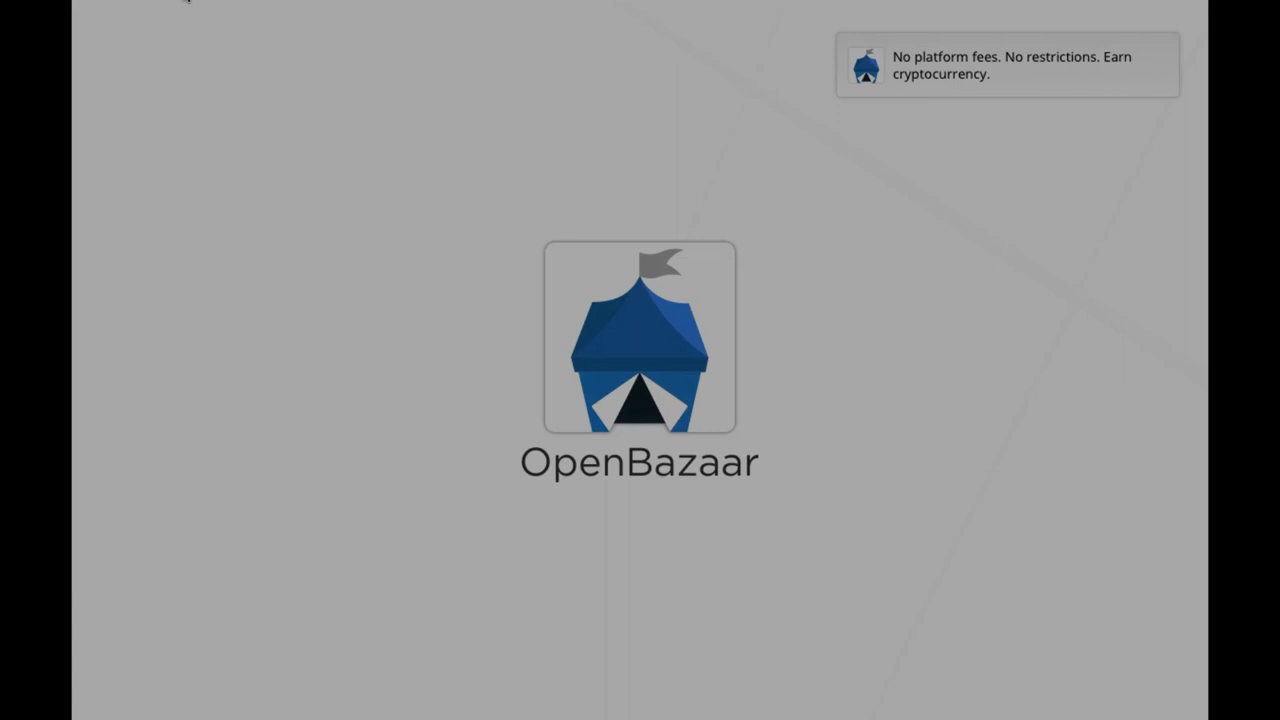 No platform fees. No restrictions. Earn
cryptocurrency.
OpenBazaar